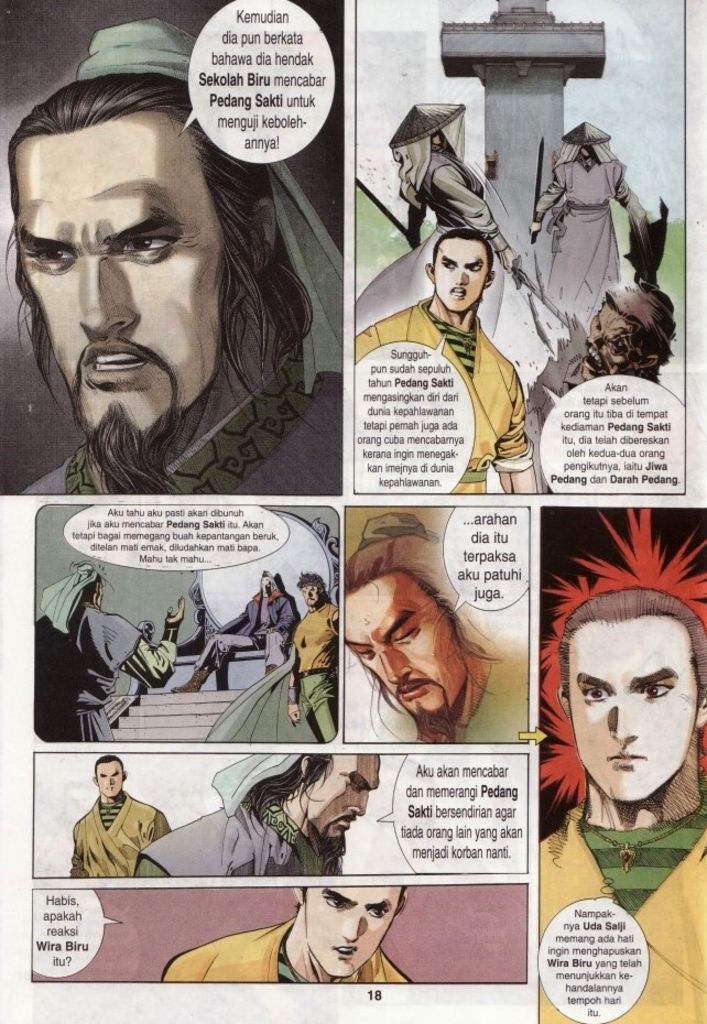 Kemudian
dia pun berkata
bahawa dia hendak
Sekolah Biru mencabar
Pedang Sakti untuk
menguji keboleh-
annya!
Sungguh-
pun sudah sepuluh
tahun Pedang Sakti
mengasingkan diri dari
dunia kepahlawanan
tetapi pernah juga ada
orang cuba mencabarnya
kerana ingin menegak-
kan imejnya di dunia
kepahlawanan.
Akan
tetapi sebelum
orang itu tiba di tempat
kediaman Pedang Sakti
itu, dia telah dibereskan
oleh kedua-dua orang
pengikutnya, iaitu Jiwa
Pedang dan Darah Pedang.
Aku tahu aku pasti akan dibunuh
jika aku mencabar Pedang Sakti itu. Akan
tetapi bagai memegang buah kepantangan beruk,
ditelan mati emak, diludahkan mati bapa.
Mahu tak mahu...
...arahan
dia itu
terpaksa
aku patuhi
juga.
Aku akan mencabar
dan memerangi Pedang
Sakti bersendirian agar
tiada orang lain yang akan
menjadi korban nanti.
Habis,
apakah
reaksi
Wira Biru
itu?
Nampak-
nya Uda Salji
memang ada hati
ingin menghapuskan
Wira Biru yang telah
menunjukkan ke-
handalannya
tempoh hari
itu.
18